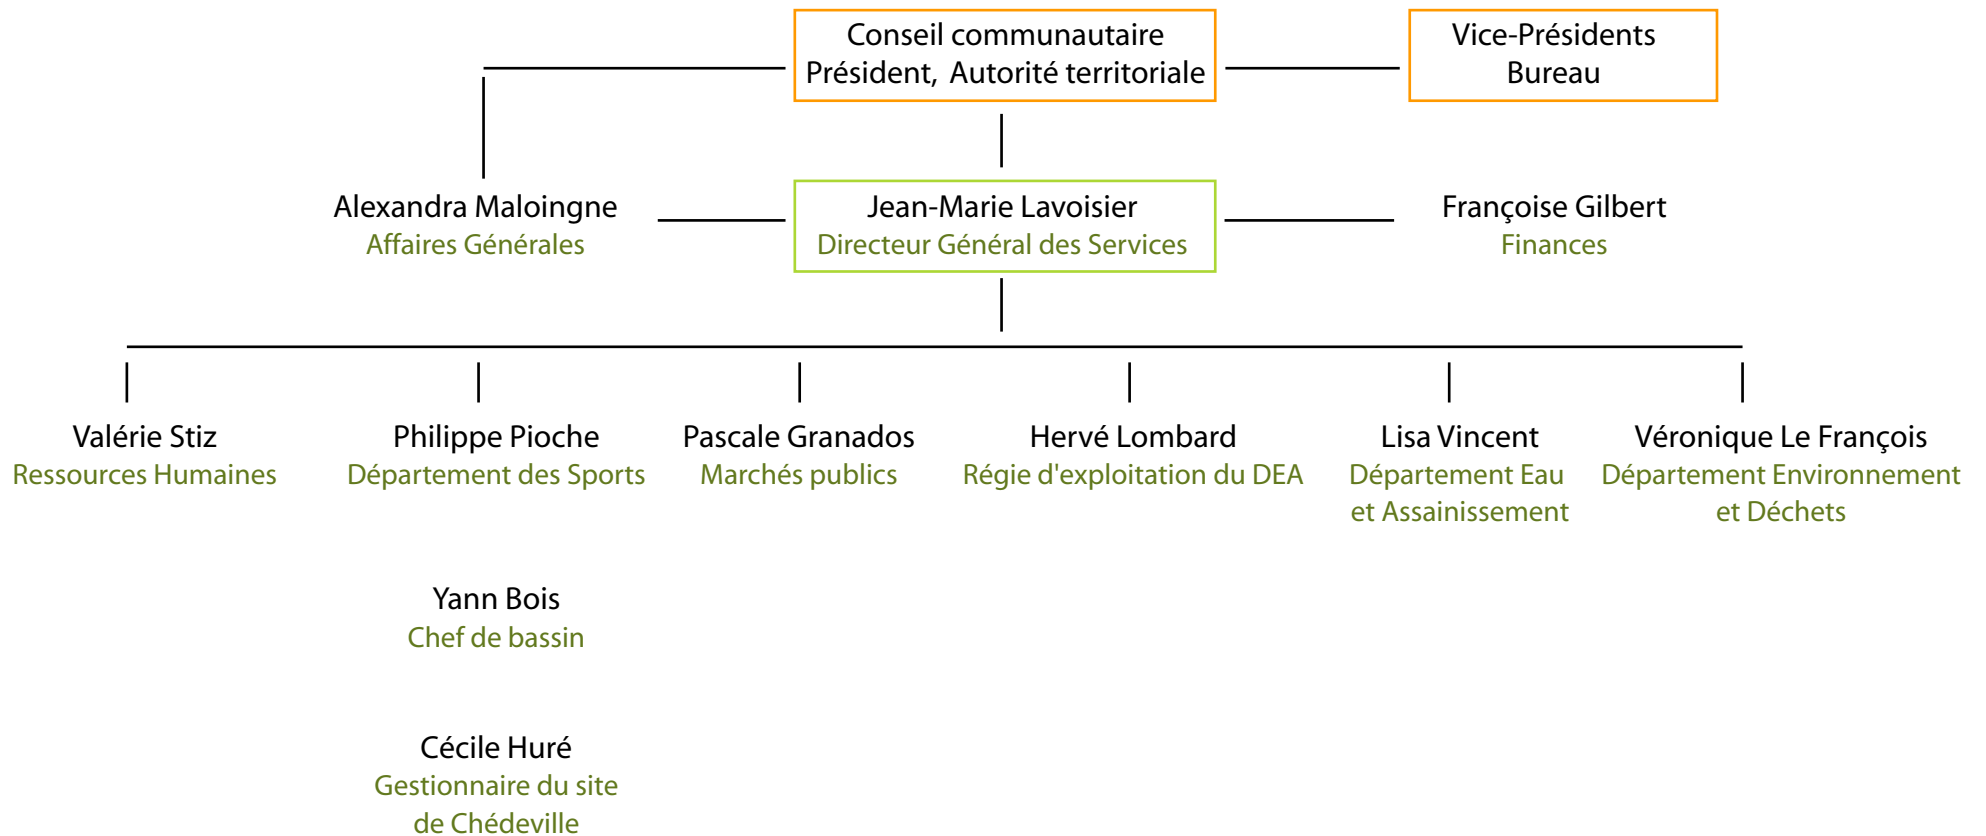 Conseil communautaire
Président, Autorité territoriale
Vice-Présidents
Bureau
Alexandra Maloingne
Affaires Générales
Jean-Marie Lavoisier
Directeur Général des Services
Françoise Gilbert
Finances
Valérie Stiz
Ressources Humaines
Philippe Pioche
Département des Sports
Pascale Granados
Marchés publics
Hervé Lombard
Régie d'exploitation du DEA
Lisa Vincent
Département Eau
et Assainissement
Véronique Le François
Département Environnement
et Déchets
Yann Bois
Chef de bassin
Cécile Huré
Gestionnaire du site
de Chédeville